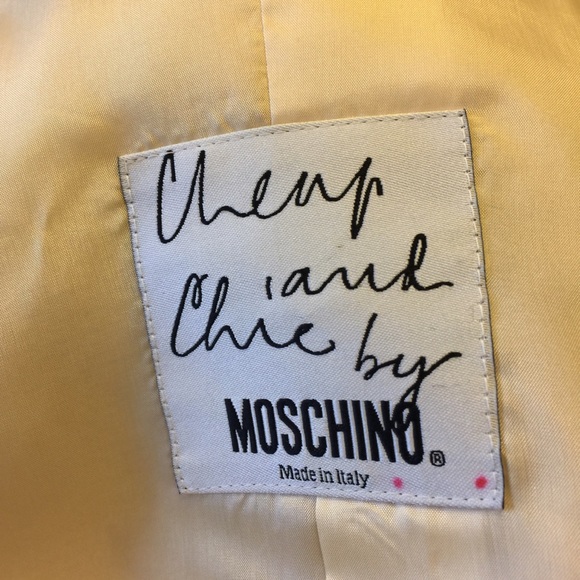 Cheap
and
Chic by
MOSCHINO®
Made in Italy